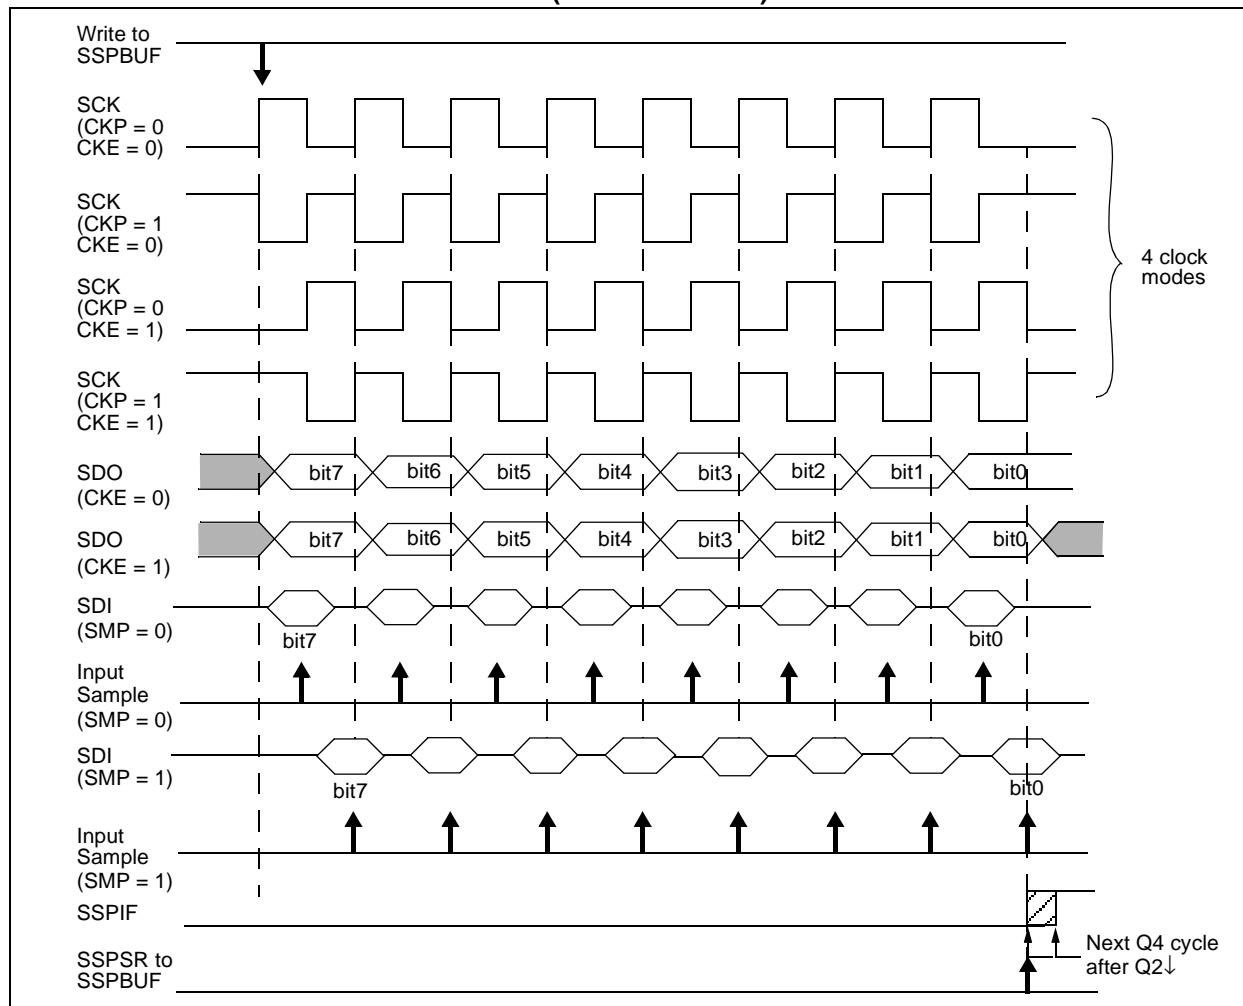 Write to
SSPBUF
SCK
(CKP = 0
CKE = 0)
SCK
(CKP = 1
CKE = 0)
SCK
(CKP = 0
CKE = 1)
SCK
(CKP = 1
CKE = 1)
4 clock
modes
SDO
(CKE = 0)
bit7 bit6 bit5 bit4 bit3 bit2 bit1 bit0
SDO
(CKE = 1)
bit7 bit6 bit5 bit4 bit3 bit2 bit1 bit0
SDI
(SMP = 0)
bit7 bit0
Input
Sample
(SMP = 0)
SDI
(SMP = 1)
bit7 bit0
Input
Sample
(SMP = 1)
SSPIF
Next Q4 cycle
after Q2↓
SSPSR to
SSPBUF